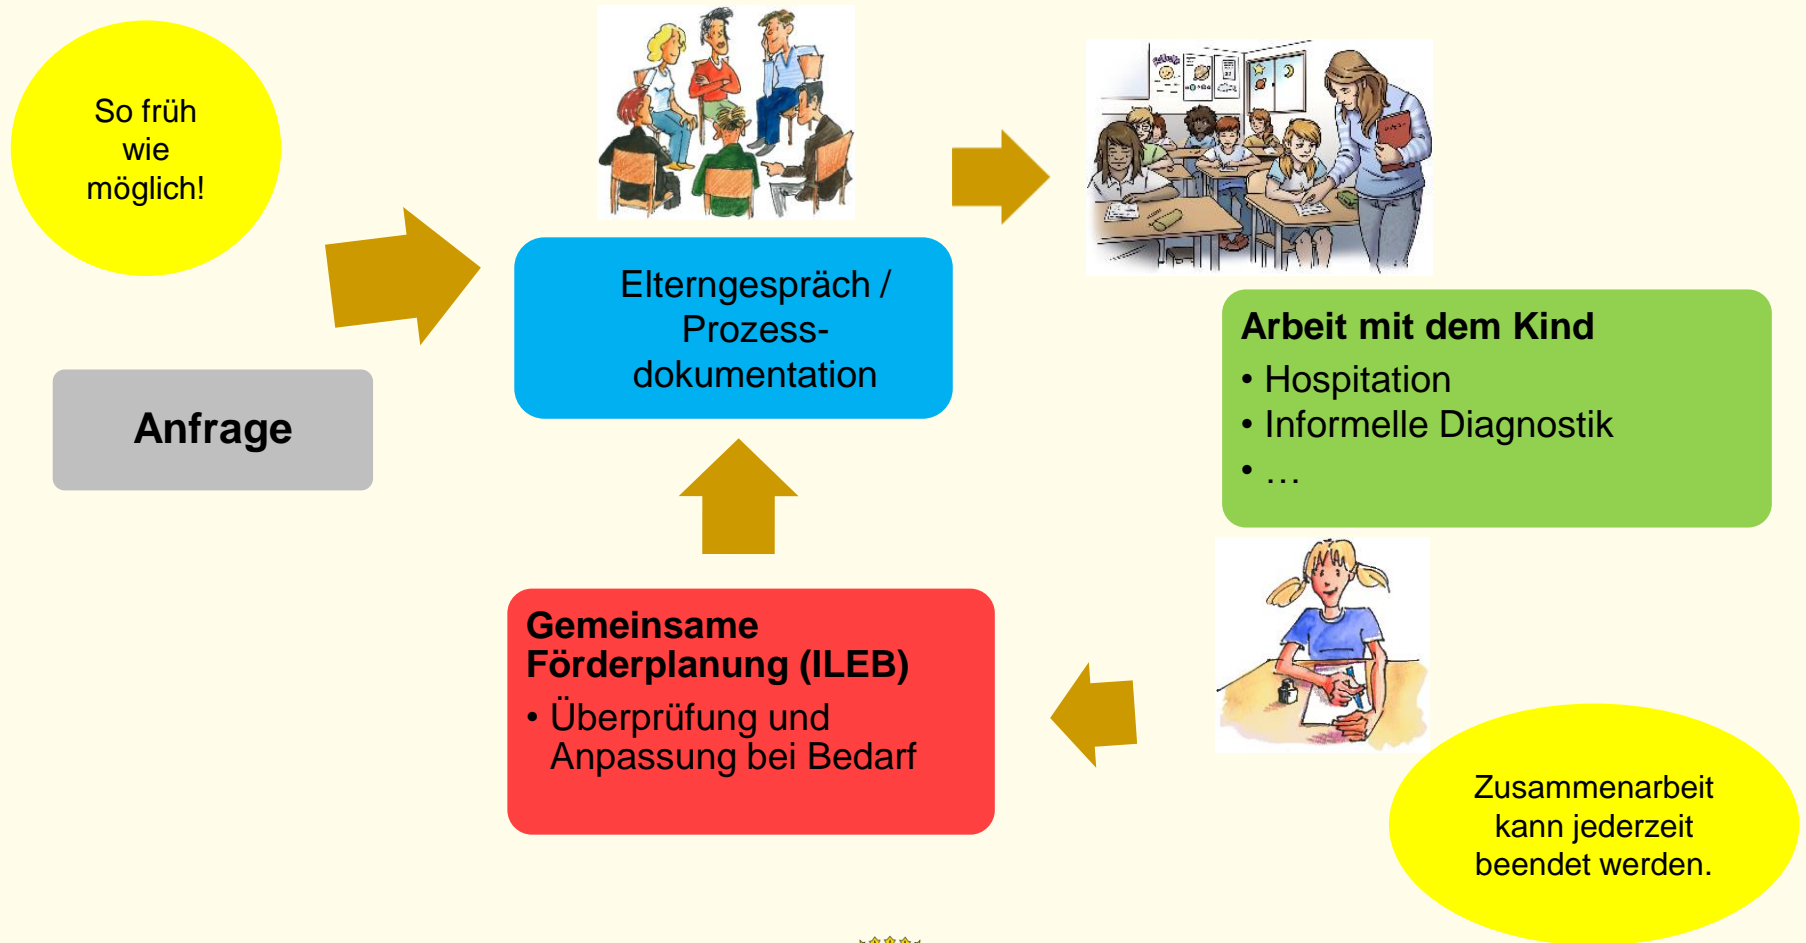 So früh
wie
möglich!
Anfrage
Elterngespräch /
Prozess-
dokumentation
Arbeit mit dem Kind
• Hospitation
• Informelle Diagnostik
• …
Gemeinsame
Förderplanung (ILEB)
• Überprüfung und
Anpassung bei Bedarf
Zusammenarbeit
kann jederzeit
beendet werden.